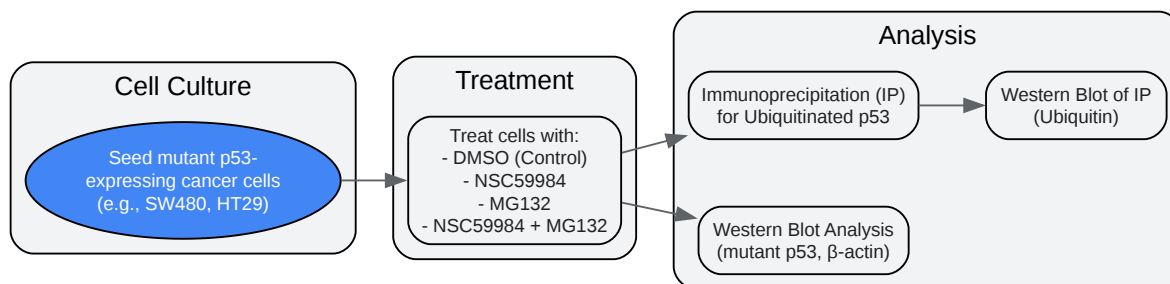 Cell Culture
Seed mutant p53-
expressing cancer cells
(e.g., SW480, HT29)
Treatment
Treat cells with:
- DMSO (Control)
- NSC59984
- MG132
- NSC59984 + MG132
Analysis
Immunoprecipitation (IP)
for Ubiquitinated p53
Western Blot of IP
(Ubiquitin)
Western Blot Analysis
(mutant p53, β-actin)